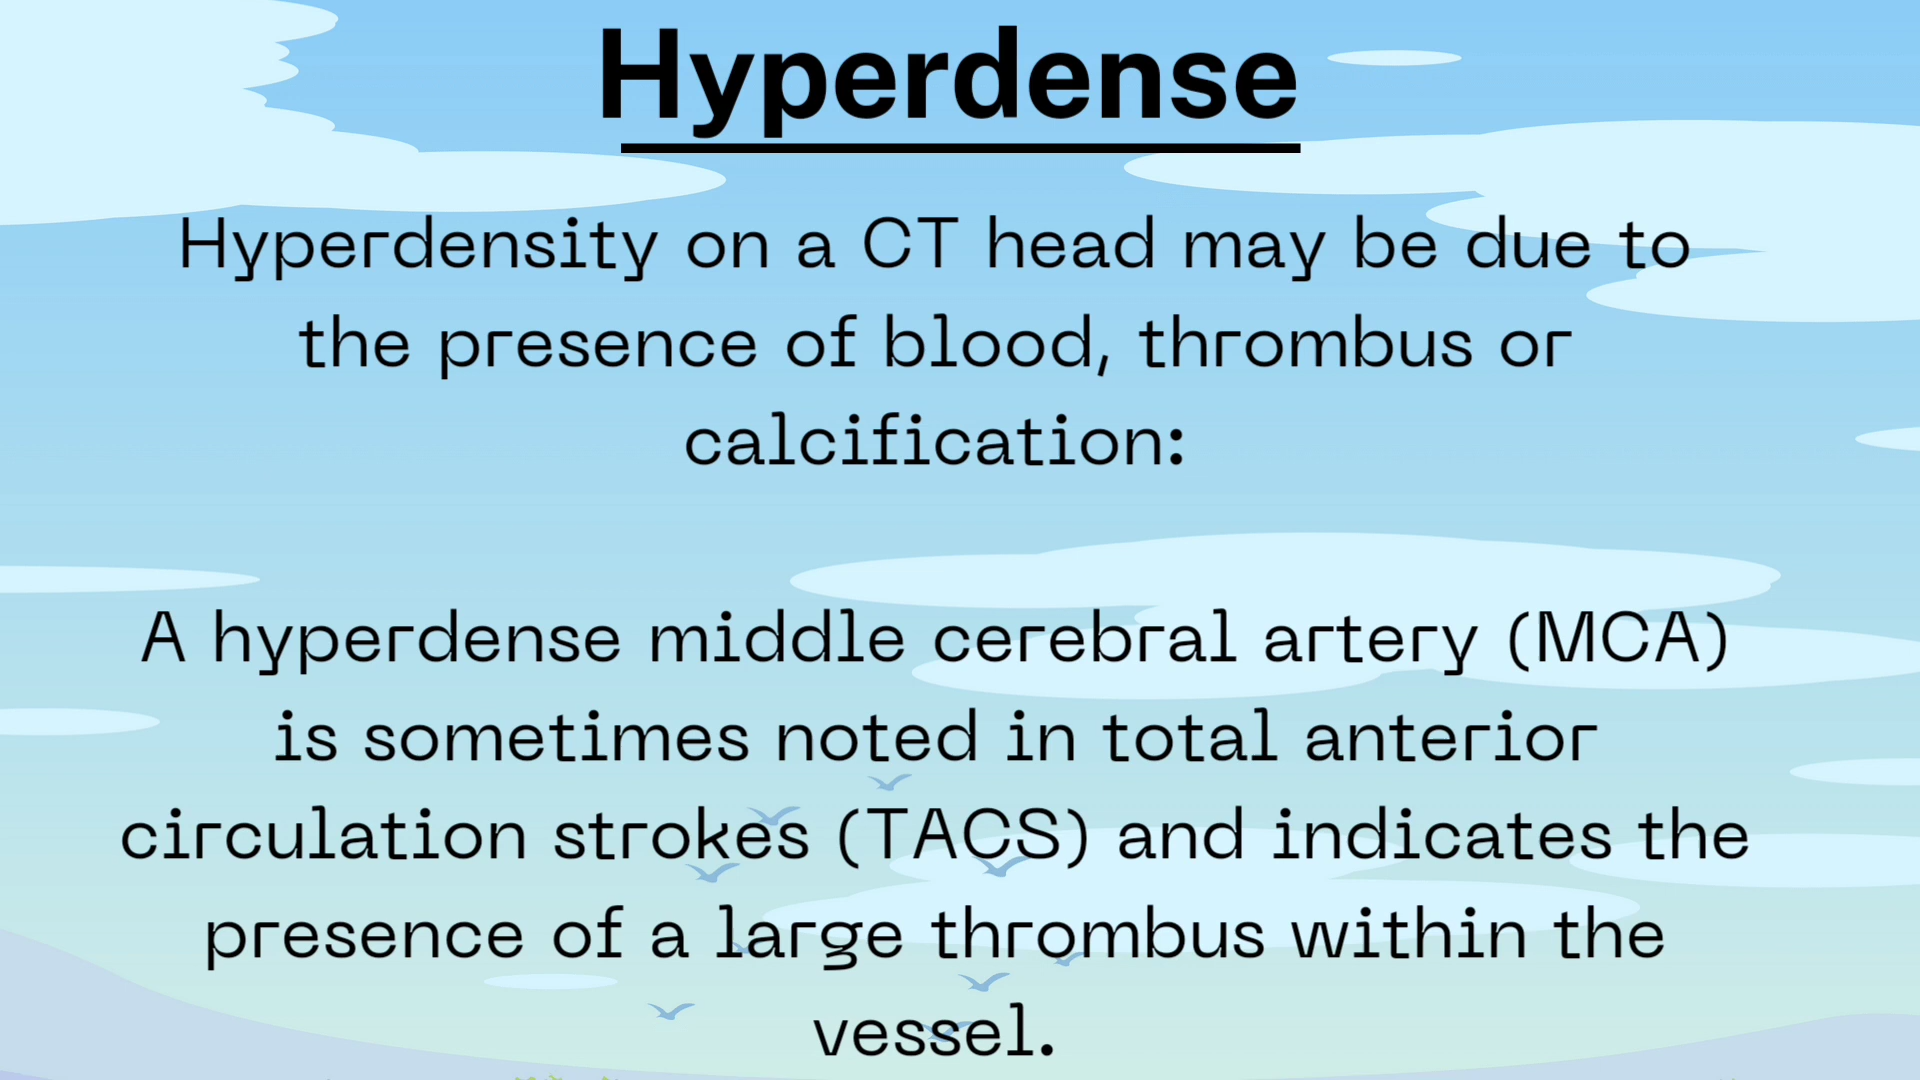 Hyperdense
Hyperdensity on a CT head may be due to
the presence of blood, thrombus or
calcification:
A hyperdense middle cerebral artery (MCA)
is sometimes noted in total anterior
circulation strokes (TACS) and indicates the
presence of a large thrombus within the
vessel.